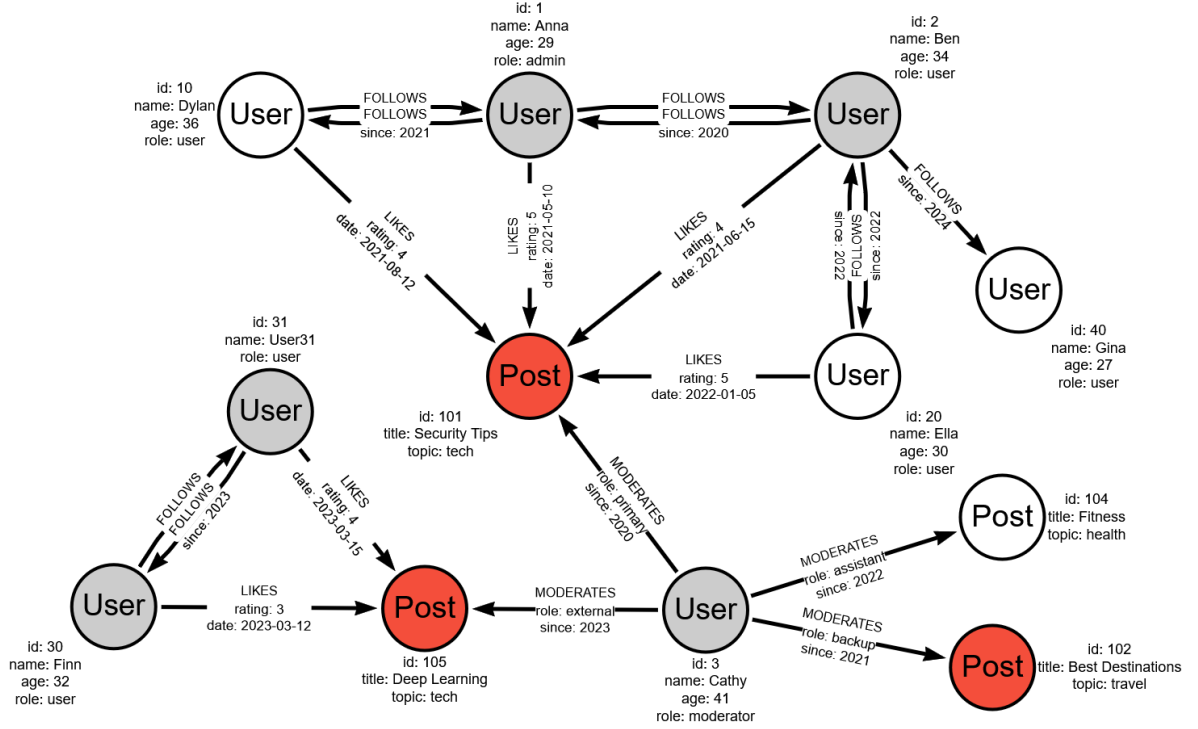 id: 1
name: Anna
age: 29
role: admin
User
id: 2
name: Ben
age: 34
role: user
User
id: 10
name: Dylan
age: 36
role: user
User
FOLLOWS
FOLLOWS
since: 2021
FOLLOWS
FOLLOWS
since: 2020
LIKES
rating: 4
date: 2021-08-12
LIKES
rating: 5
date: 2021-05-10
LIKES
rating: 4
date: 2021-06-15
since: 2022
FOLLOWS
since: 2022
FOLLOWS
since: 2024
User
id: 40
name: Gina
age: 27
role: user
id: 31
name: User31
role: user
User
Post
id: 101
title: Security Tips
topic: tech
LIKES
rating: 5
date: 2022-01-05
User
id: 20
name: Ella
age: 30
role: user
FOLLOWS
FOLLOWS
since: 2023
LIKES
rating: 4
date: 2023-03-15
MODERATES
role: primary
since: 2020
Post
id: 104
title: Fitness
topic: health
MODERATES
role: assistant
since: 2022
User
id: 30
name: Finn
age: 32
role: user
LIKES
rating: 3
date: 2023-03-12
Post
id: 105
title: Deep Learning
topic: tech
MODERATES
role: external
since: 2023
User
id: 3
name: Cathy
age: 41
role: moderator
MODERATES
role: backup
since: 2021
Post
id: 102
title: Best Destinations
topic: travel